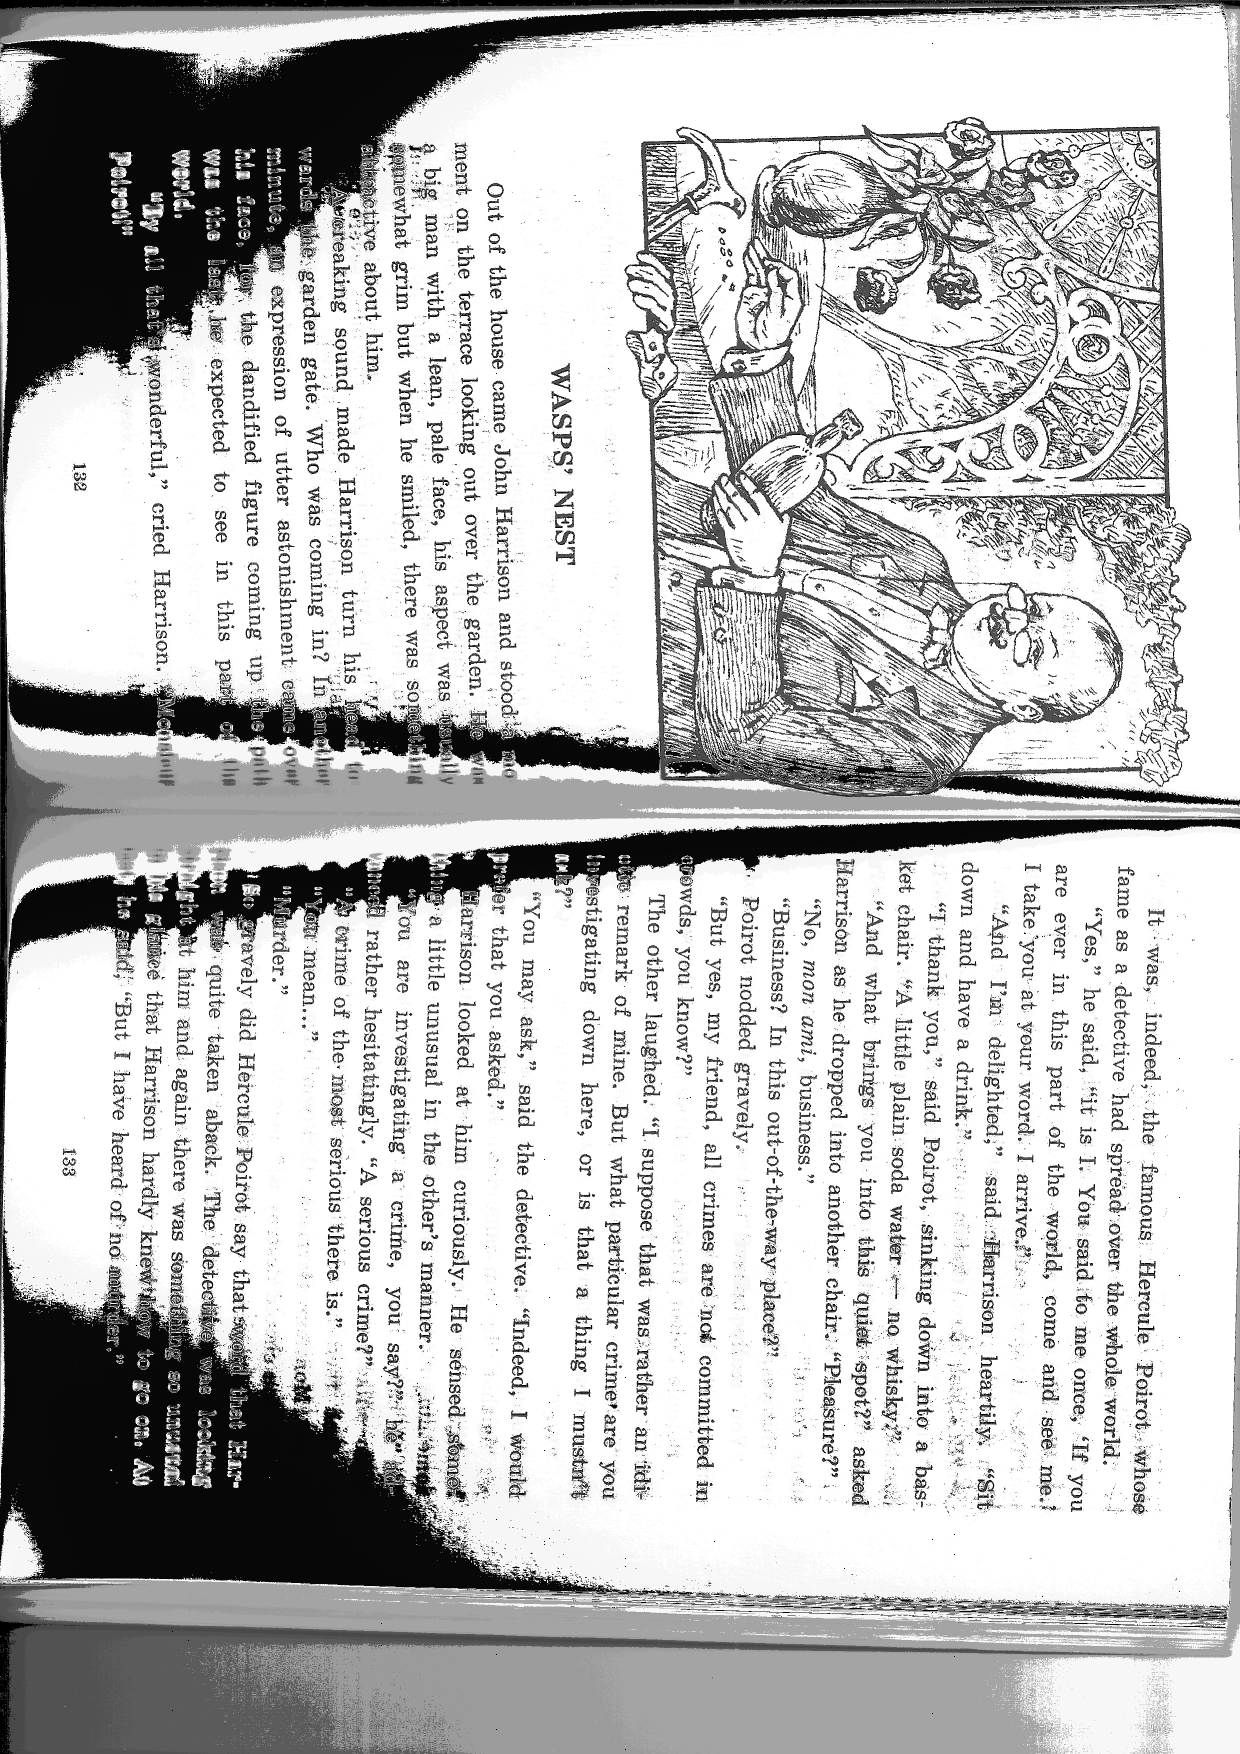 WASPS' NEST
Out of the house came John Harrison and stood a mo-
ment on the terrace looking out over the garden. He was
a big man with a lean, pale face, his aspect was usually
somewhat grim but when he smiled, there was something
attractive about him.
A creaking sound made Harrison turn his head to-
wards the garden gate. Who was coming in? In another
minute, an expression of utter astonishment came over
his face, for the dandified figure coming up the path
was the last he expected to see in this part of the
world.
"By all that's wonderful," cried Harrison. "Monsieur
Poirot!"
132
It was, indeed, the famous Hercule Poirot whose
fame as a detective had spread over the whole world.
"Yes," he said, "it is I. You said to me once, 'If you
are ever in this part of the world, come and see me.'
I take you at your word. I arrive."
"And I'm delighted," said Harrison heartily. "Sit
down and have a drink."
"I thank you," said Poirot, sinking down into a bas-
ket chair. "A little plain soda water — no whisky?"
"And what brings you into this quiet spot?" asked
Harrison as he dropped into another chair. "Pleasure?"
"No, mon ami, business."
"Business? In this out-of-the-way place?"
Poirot nodded gravely.
"But yes, my friend, all crimes are not committed in
crowds, you know?"
The other laughed. "I suppose that was rather an idi-
otic remark of mine. But what particular crime are you
investigating down here, or is that a thing I mustn't
ask?"
"You may ask," said the detective. "Indeed, I would
prefer that you asked."
Harrison looked at him curiously. He sensed some-
thing a little unusual in the other's manner.
"You are investigating a crime, you say?" he ad-
vanced rather hesitatingly. "A serious crime?"
"A crime of the most serious there is."
"You mean..."
"Murder."
So gravely did Hercule Poirot say that word that Har-
rison was quite taken aback. The detective was looking
straight at him and again there was something so unusual
in his glance that Harrison hardly knew how to go on. At
last, he said, "But I have heard of no murder."
133